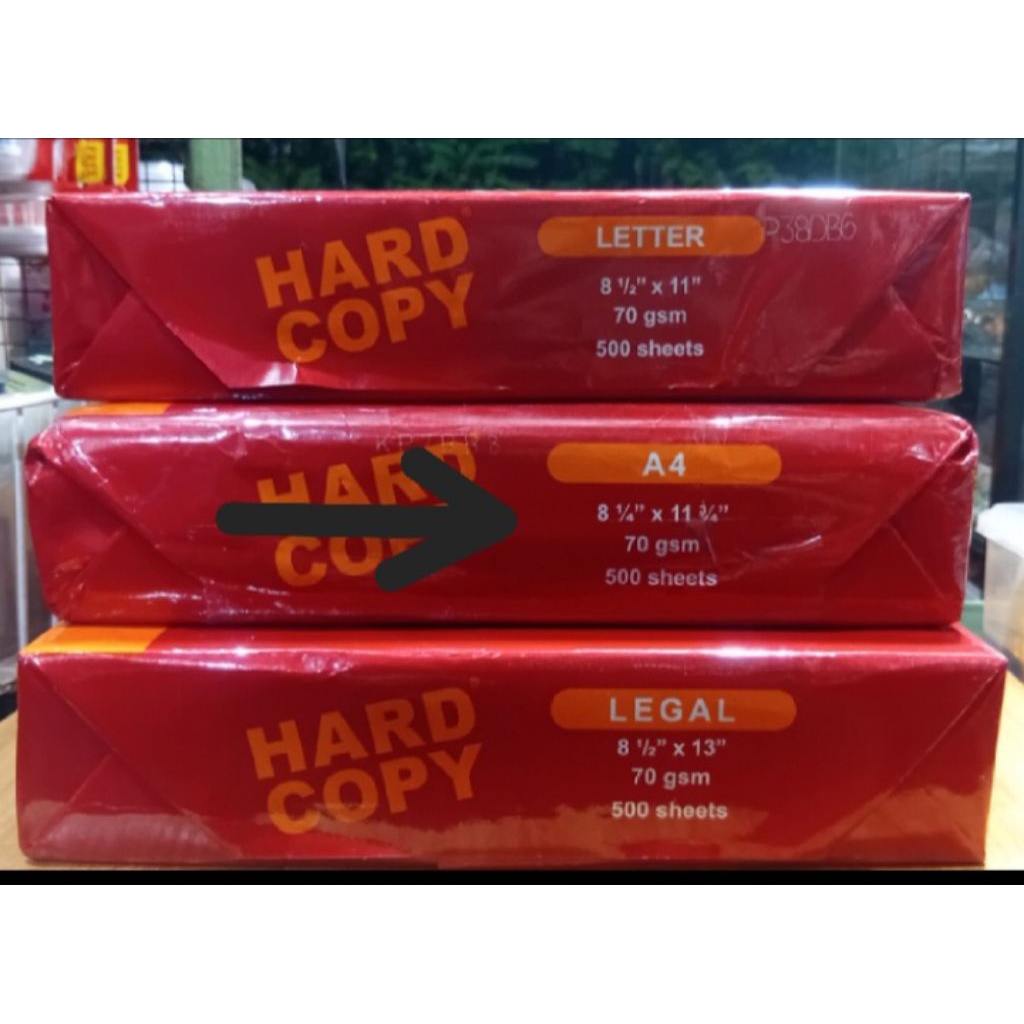 HARD
COPY
LETTER
8 ½” x 11”
70 gsm
500 sheets
P38DB6
HARD
COPY
A4
8 ¼” x 11 ¾”
70 gsm
500 sheets
HARD
COPY
LEGAL
8 ½” x 13”
70 gsm
500 sheets